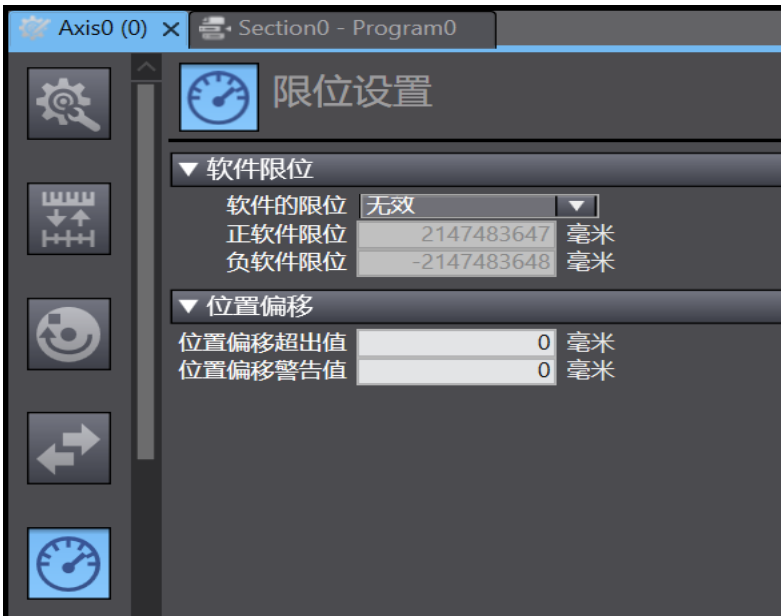 Axis0 (0) Section0 - Program0
限位设置
软件限位
软件的限位 无效
正软件限位 2147483647 毫米
负软件限位 -2147483648 毫米
位置偏移
位置偏移超出值 0 毫米
位置偏移警告值 0 毫米